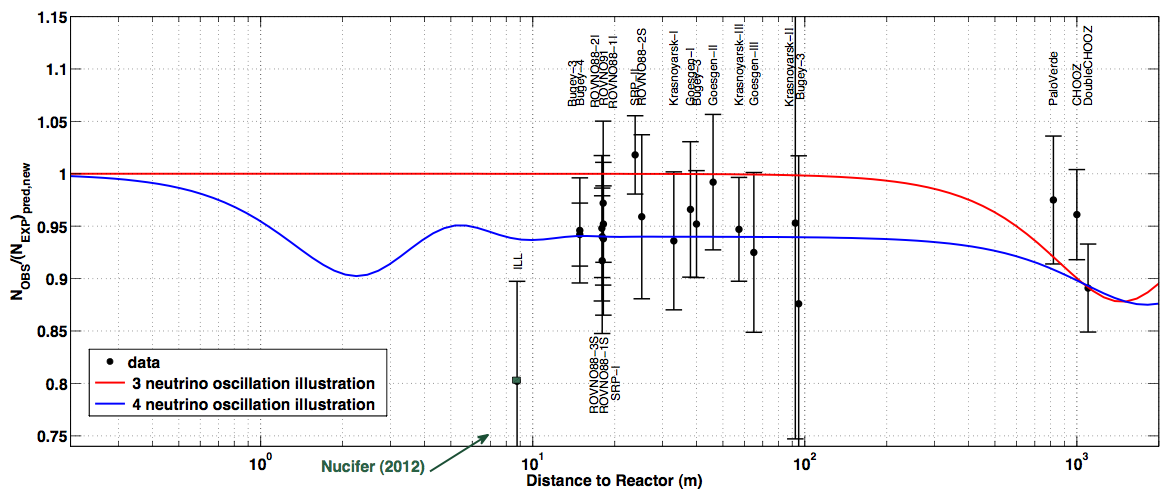 1.15
1.1
1.05
1
0.95
0.9
0.85
0.8
0.75
N_OBS/(N_EXP)_pred,new
Bugey−3
Bugey−4
ROVNO88−2I
ROVNO91
ROVNO88−1I
SRP−II
ROVNO88−2S
Krasnoyarsk−I
Goesgen−I
Bugey−3
Goesgen−II
Krasnoyarsk−III
Goesgen−III
Krasnoyarsk−II
Bugey−3
PaloVerde
CHOOZ
DoubleCHOOZ
ILL
ROVNO88−3S
ROVNO88−1S
SRP−I
data
3 neutrino oscillation illustration
4 neutrino oscillation illustration
Nucifer (2012)
10^0
10^1
10^2
10^3
Distance to Reactor (m)